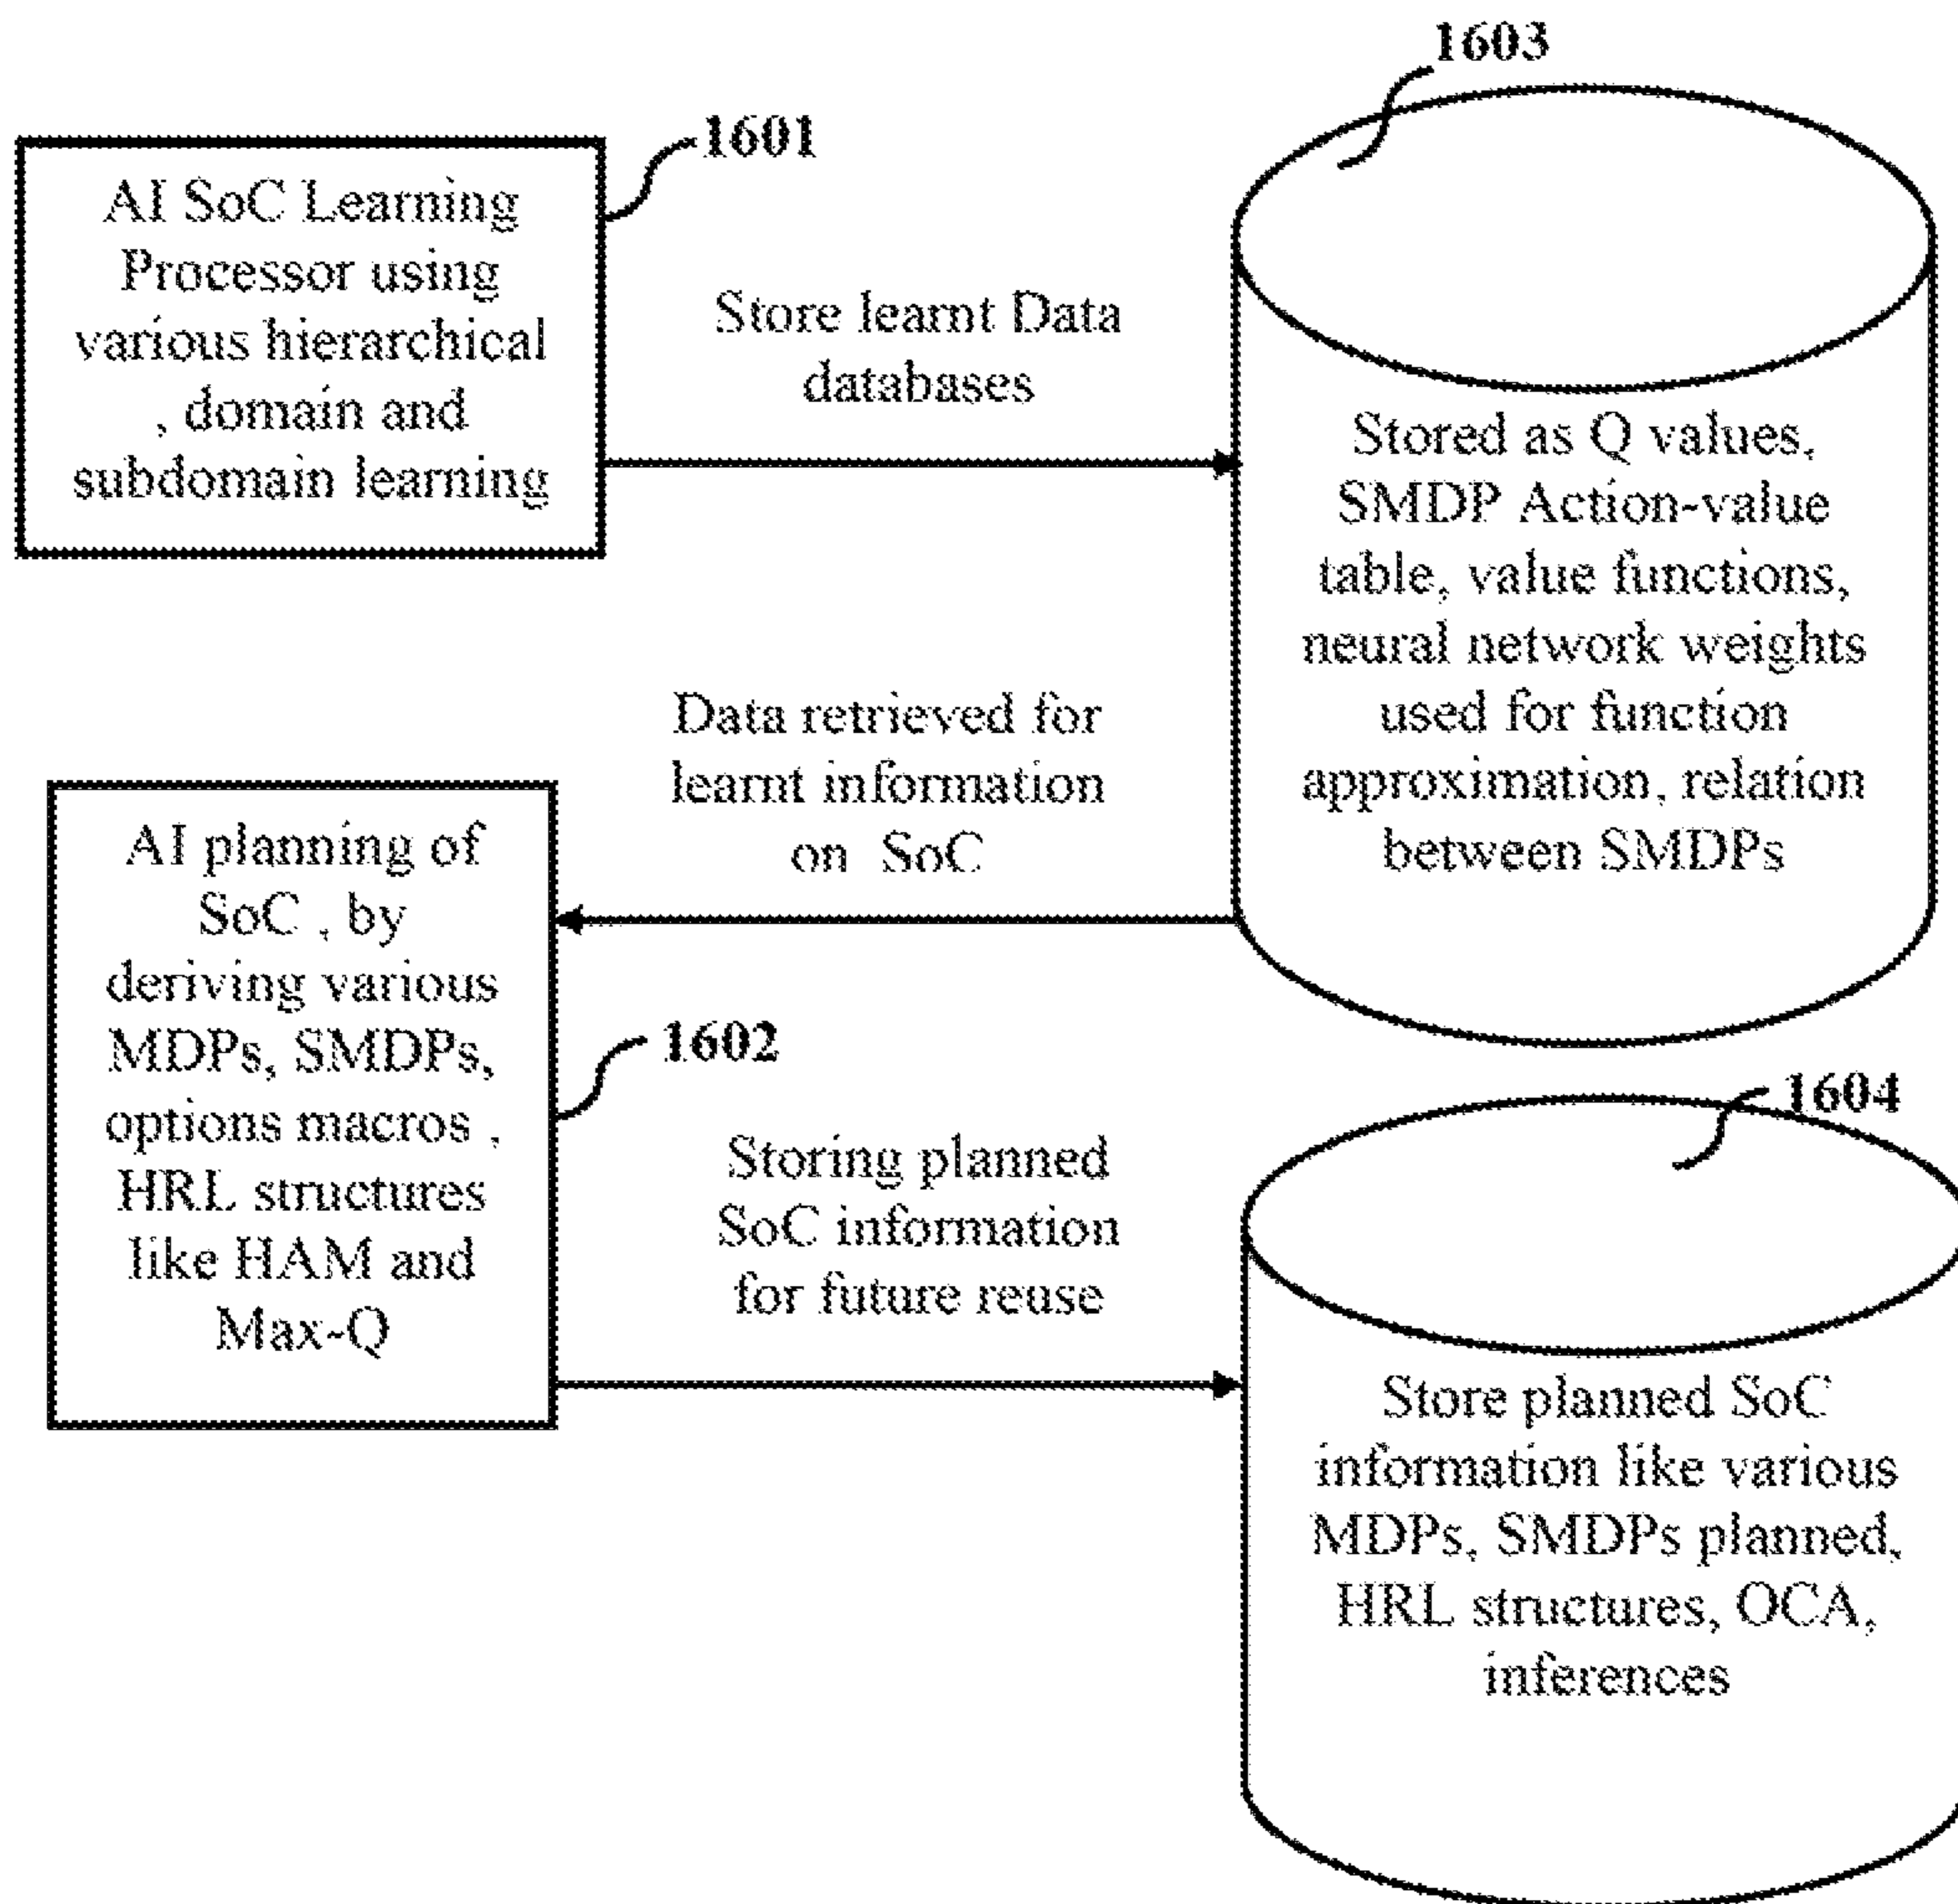 1603
1601
AI SoC Learning
Processor using
various hierarchical
, domain and
subdomain learning
Store learnt Data
databases
Stored as Q values,
SMDP Action-value
table, value functions,
neural network weights
used for function
approximation, relation
between SMDPs
Data retrieved for
learnt information
on SoC
AI planning of
SoC , by
deriving various
MDPs, SMDPs,
options macros ,
HRL structures
like HAM and
Max-Q
1602
1604
Storing planned
SoC information
for future reuse
Store planned SoC
information like various
MDPs, SMDPs planned,
HRL structures, OCA,
inferences